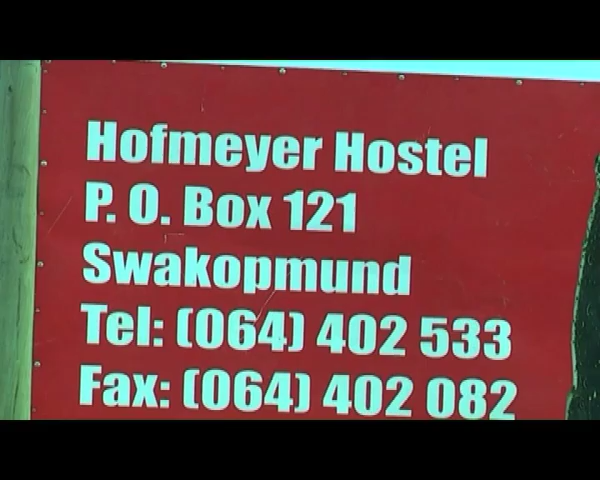 Hofmeyer Hostel
P. O. Box 121
Swakopmund
Tel: (064) 402 533
Fax: (064) 402 082